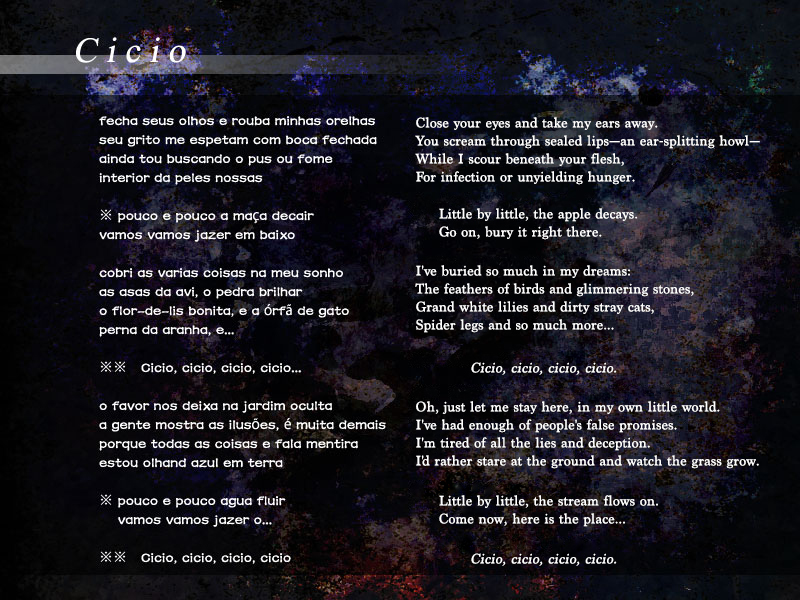 Cicio
fecha seus olhos e rouba minhas orelhas
seu grito me espetam com boca fechada
ainda tou buscando o pus ou fome
interior da peles nossas
※ pouco e pouco a maça decair
vamos vamos jazer em baixo
cobri as varias coisas na meu sonho
as asas da avi, o pedra brilhar
o flor-de-lis bonita, e a órfã de gato
perna da aranha, e...
※※ Cicio, cicio, cicio, cicio...
o favor nos deixa na jardim oculta
a gente mostra as ilusões, é muita demais
porque todas as coisas e fala mentira
estou olhand azul em terra
※ pouco e pouco agua fluir
vamos vamos jazer o...
※※ Cicio, cicio, cicio, cicio
Close your eyes and take my ears away.
You scream through sealed lips—an ear-splitting howl—
While I scour beneath your flesh,
For infection or unyielding hunger.
Little by little, the apple decays.
Go on, bury it right there.
I've buried so much in my dreams:
The feathers of birds and glimmering stones,
Grand white lilies and dirty stray cats,
Spider legs and so much more...
Cicio, cicio, cicio, cicio.
Oh, just let me stay here, in my own little world.
I've had enough of people's false promises.
I'm tired of all the lies and deception.
I'd rather stare at the ground and watch the grass grow.
Little by little, the stream flows on.
Come now, here is the place...
Cicio, cicio, cicio, cicio.